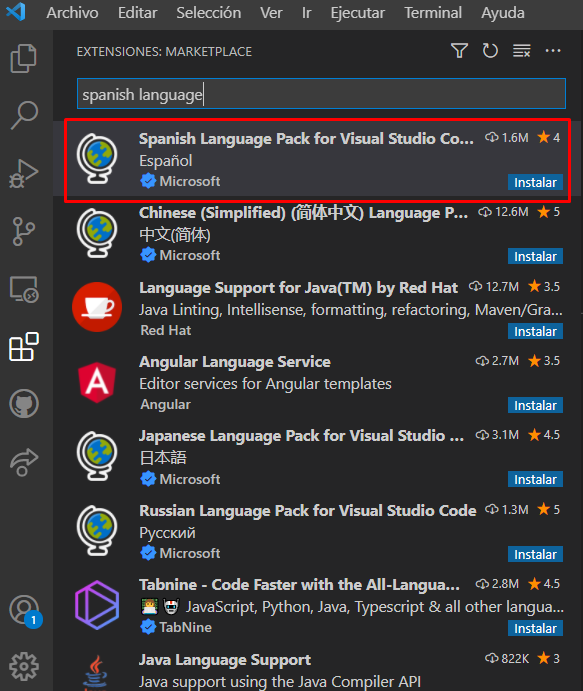 Archivo Editar Selección Ver Ir Ejecutar Terminal Ayuda
EXTENSIONES: MARKETPLACE
spanish language
Spanish Language Pack for Visual Studio Co... 1.6M 4
Español
Microsoft Instalar
Chinese (Simplified) (简体中文) Language P... 12.6M 5
中文(简体)
Microsoft Instalar
Language Support for Java(TM) by Red Hat 12.7M 3.5
Java Linting, Intellisense, formatting, refactoring, Maven/Gra...
Red Hat Instalar
Angular Language Service 2.7M 3.5
Editor services for Angular templates
Angular Instalar
Japanese Language Pack for Visual Studio ... 3.1M 4.5
日本語
Microsoft Instalar
Russian Language Pack for Visual Studio Code 1.3M 5
Русский
Microsoft Instalar
Tabnine - Code Faster with the All-Langua... 2.8M 4.5
JavaScript, Python, Java, Typescript & all other langua...
TabNine Instalar
1
Java Language Support 822K 3
Java support using the Java Compiler API